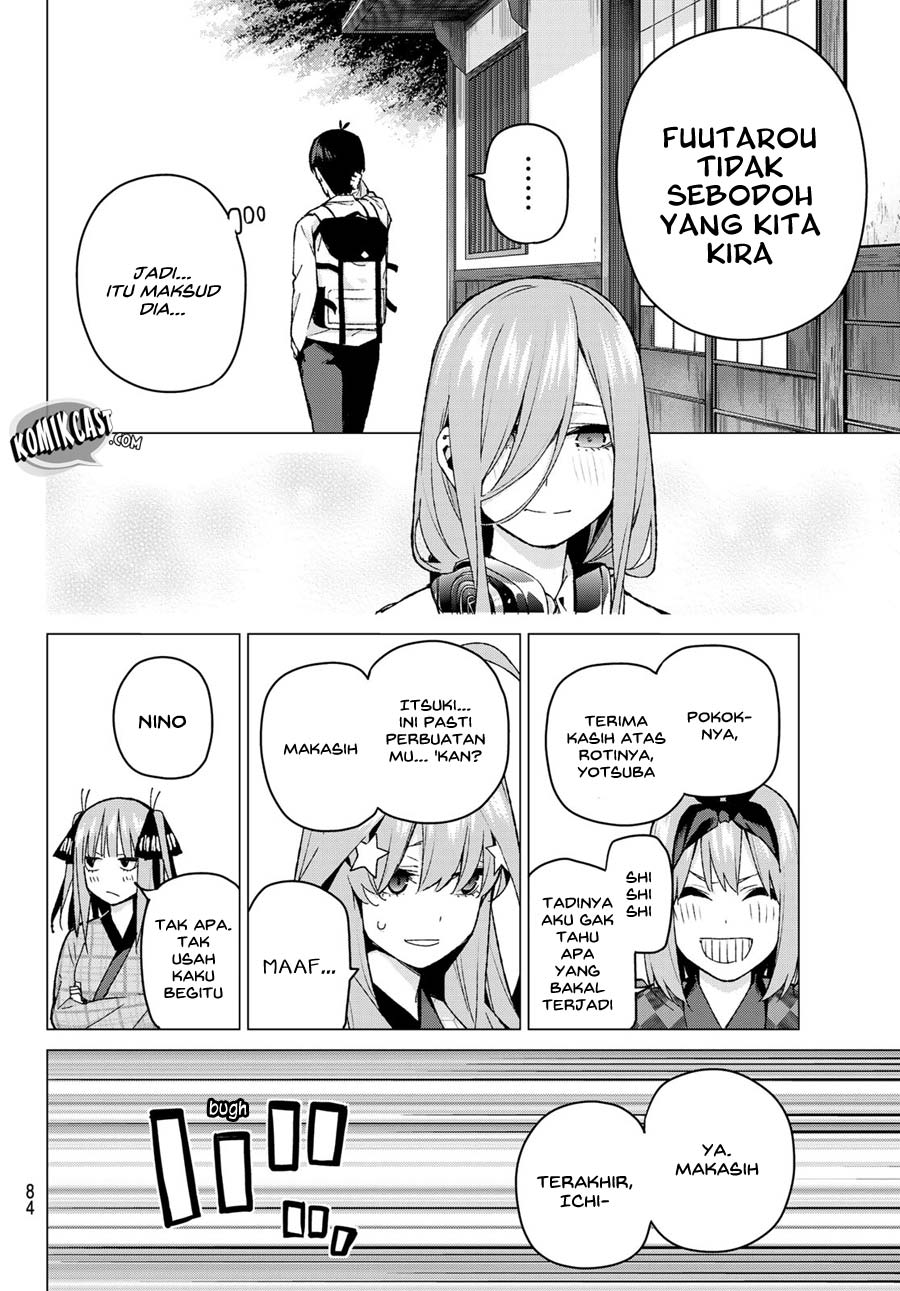 FUUTAROU
TIDAK
SEBODOH
YANG KITA
KIRA
......
JADI...
ITU MAKSUD
DIA...
KOMIKCAST
.COM
POKOK-
NYA,
TERIMA
KASIH ATAS
ROTINYA,
YOTSUBA
SHI
SHI
SHI
TADINYA
AKU GAK
TAHU
APA
YANG
BAKAL
TERJADI
ITSUKI...
INI PASTI
PERBUATAN
MU... 'KAN?
MAKASIH
MAAF...
NINO
TAK APA.
TAK
USAH
KAKU
BEGITU
YA.
MAKASIH
TERAKHIR,
ICHI-
bugh
84